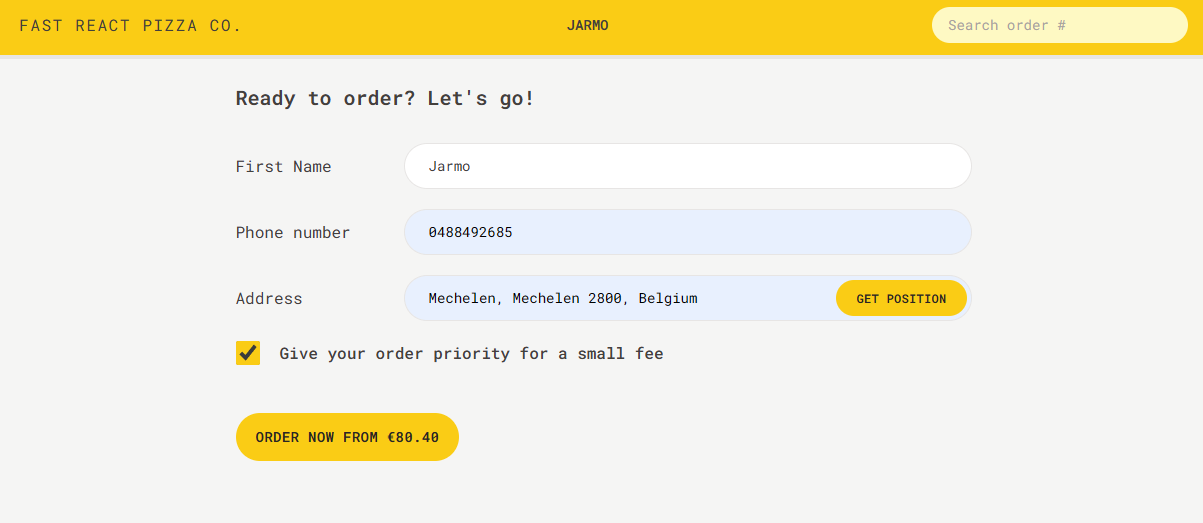 FAST REACT PIZZA CO.
JARMO
Search order #
Ready to order? Let's go!
First Name
Jarmo
Phone number
0488492685
Address
Mechelen, Mechelen 2800, Belgium
GET POSITION
Give your order priority for a small fee
ORDER NOW FROM €80.40